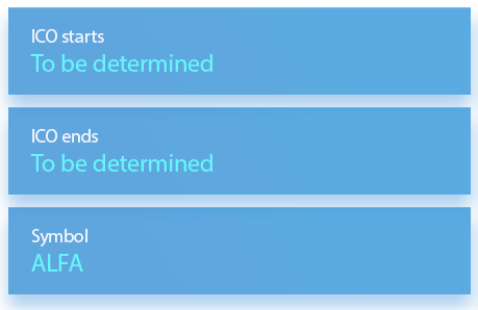 ICO starts
To be determined
ICO ends
To be determined
Symbol
ALFA